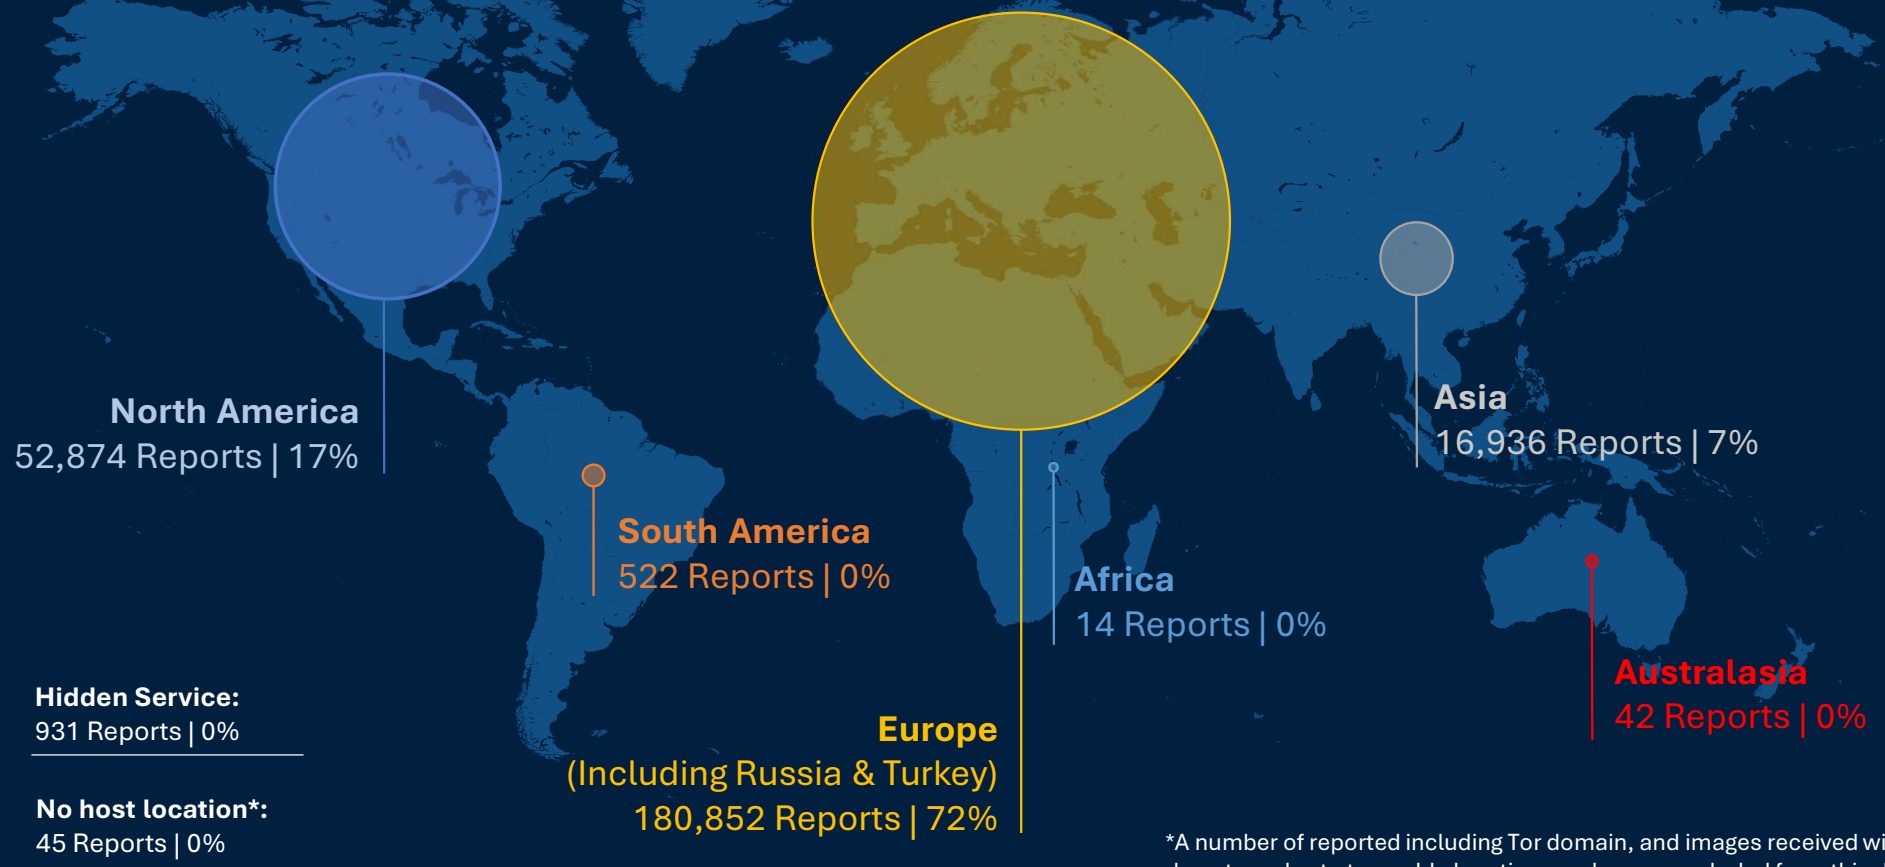 North America
52,874 Reports | 17%
Asia
16,936 Reports | 7%
South America
522 Reports | 0%
Africa
14 Reports | 0%
Australasia
42 Reports | 0%
Hidden Service:
931 Reports | 0%
Europe
(Including Russia & Turkey)
180,852 Reports | 72%
No host location*:
45 Reports | 0%
*A number of reported including Tor domain, and images received